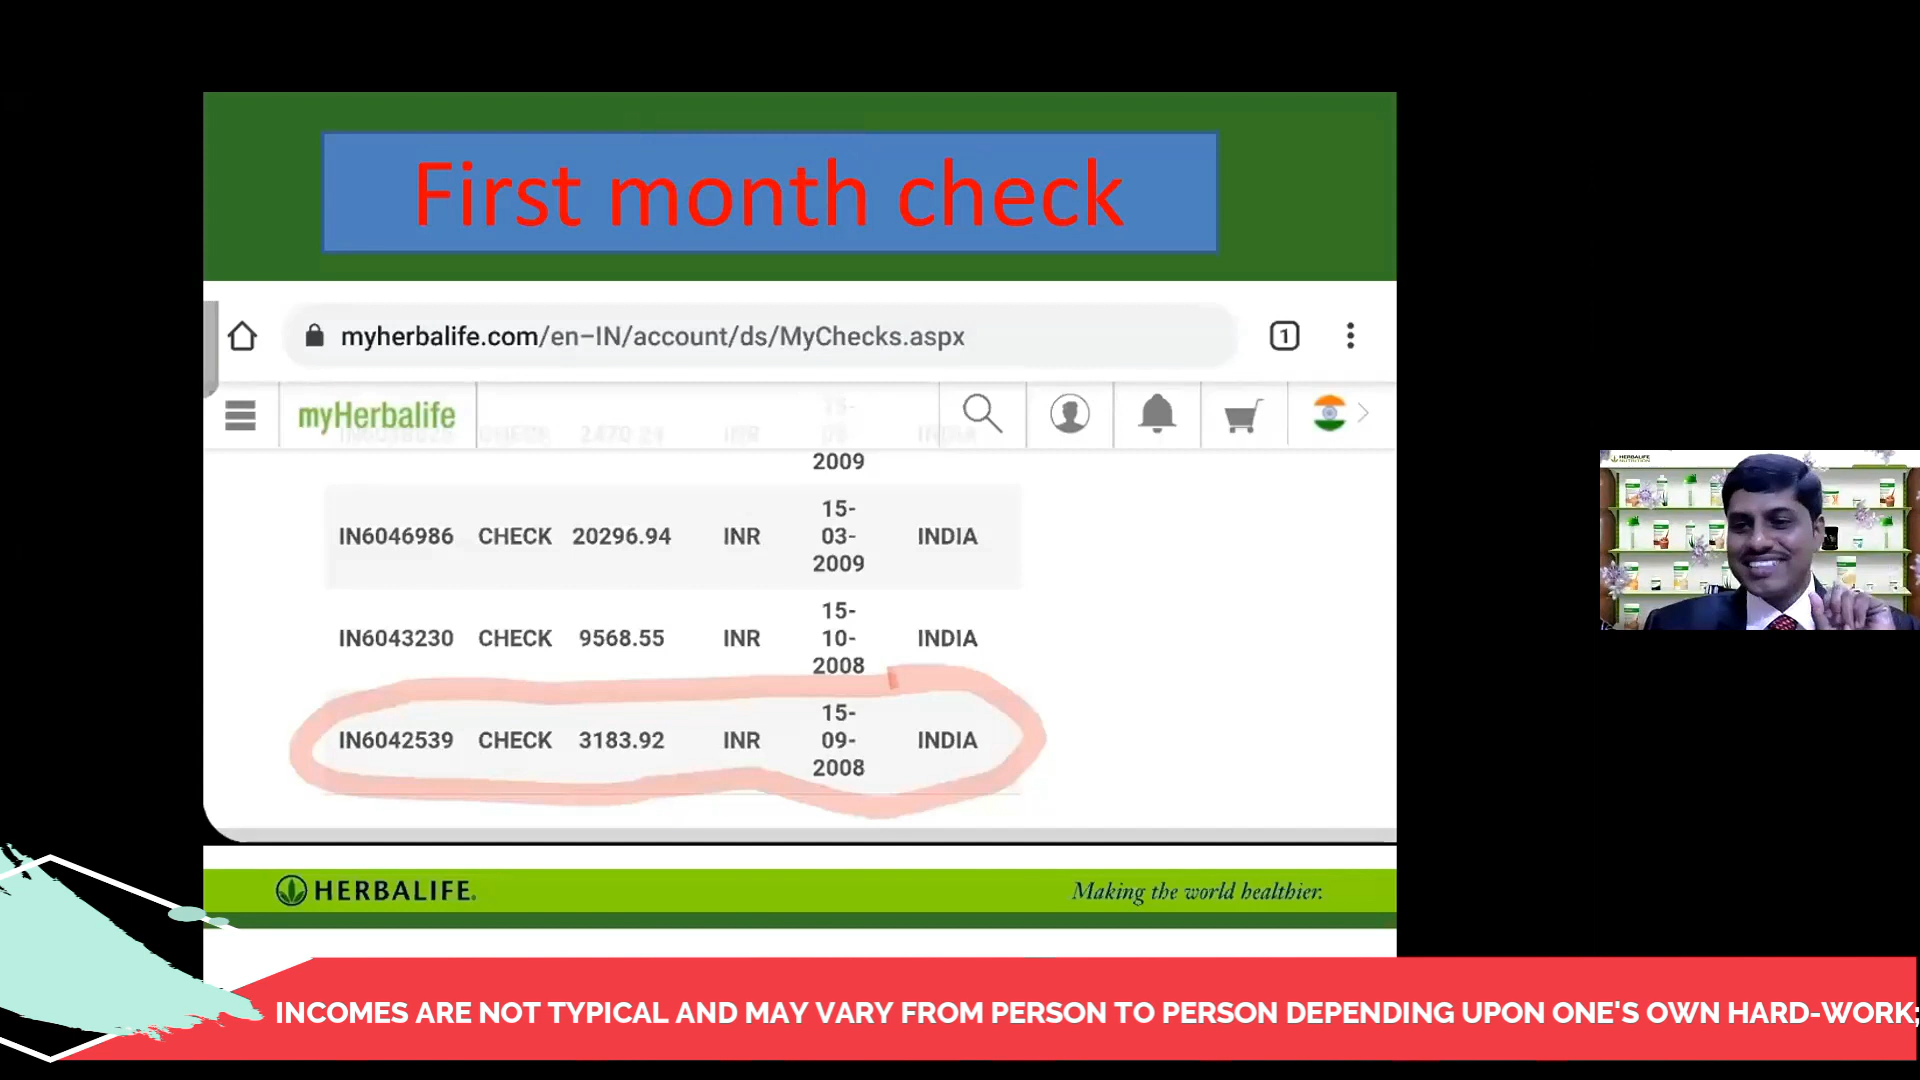 First month check
myherbalife.com/en-IN/account/ds/MyChecks.aspx
1
myHerbalife
2009
IN6046986 CHECK 20296.94 INR 15-03-2009 INDIA
IN6043230 CHECK 9568.55 INR 15-10-2008 INDIA
IN6042539 CHECK 3183.92 INR 15-09-2008 INDIA
HERBALIFE.
Making the world healthier.
HERBALIFE
NUTRITION
INCOMES ARE NOT TYPICAL AND MAY VARY FROM PERSON TO PERSON DEPENDING UPON ONE'S OWN HARD-WORK;